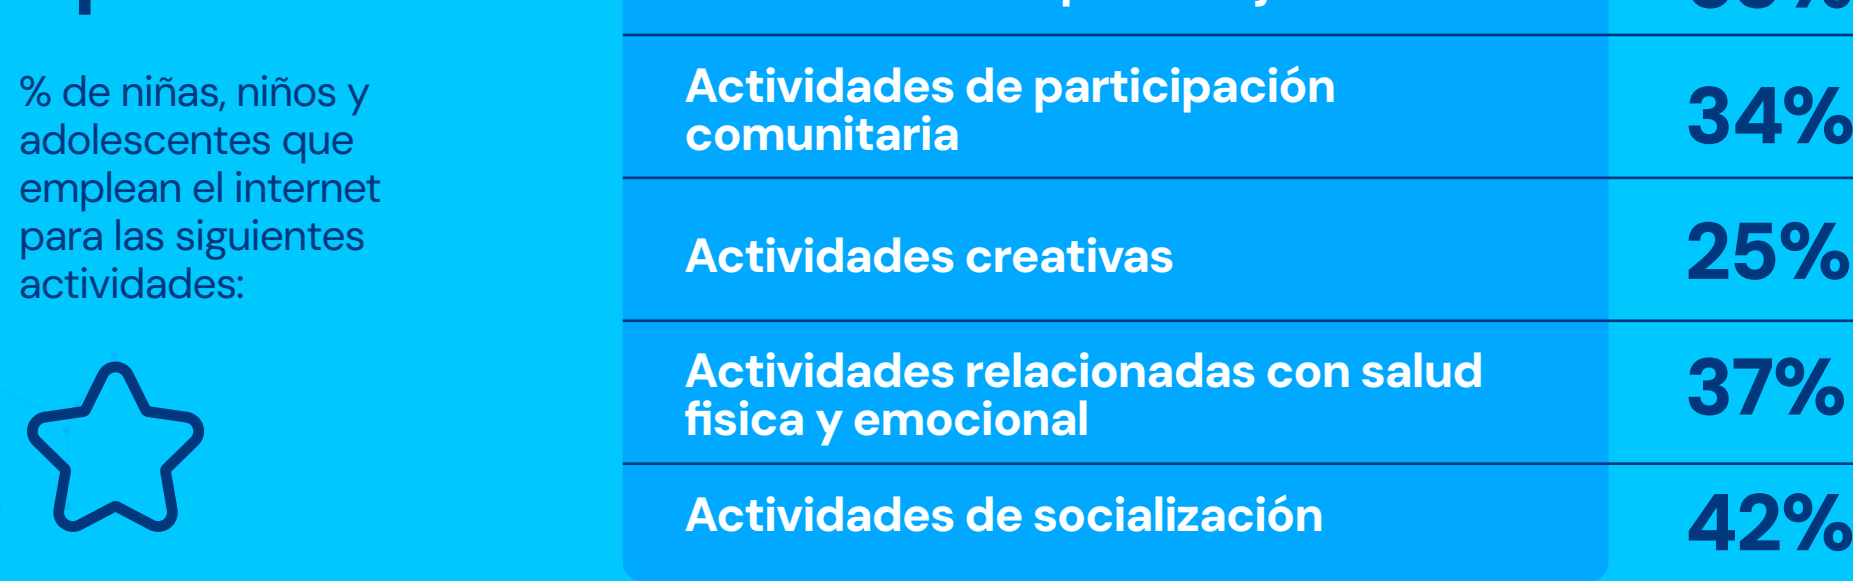 % de niñas, niños y
adolescentes que
emplean el internet
para las siguientes
actividades:
Actividades de participación
comunitaria
34%
Actividades creativas
25%
Actividades relacionadas con salud
fisica y emocional
37%
Actividades de socialización
42%